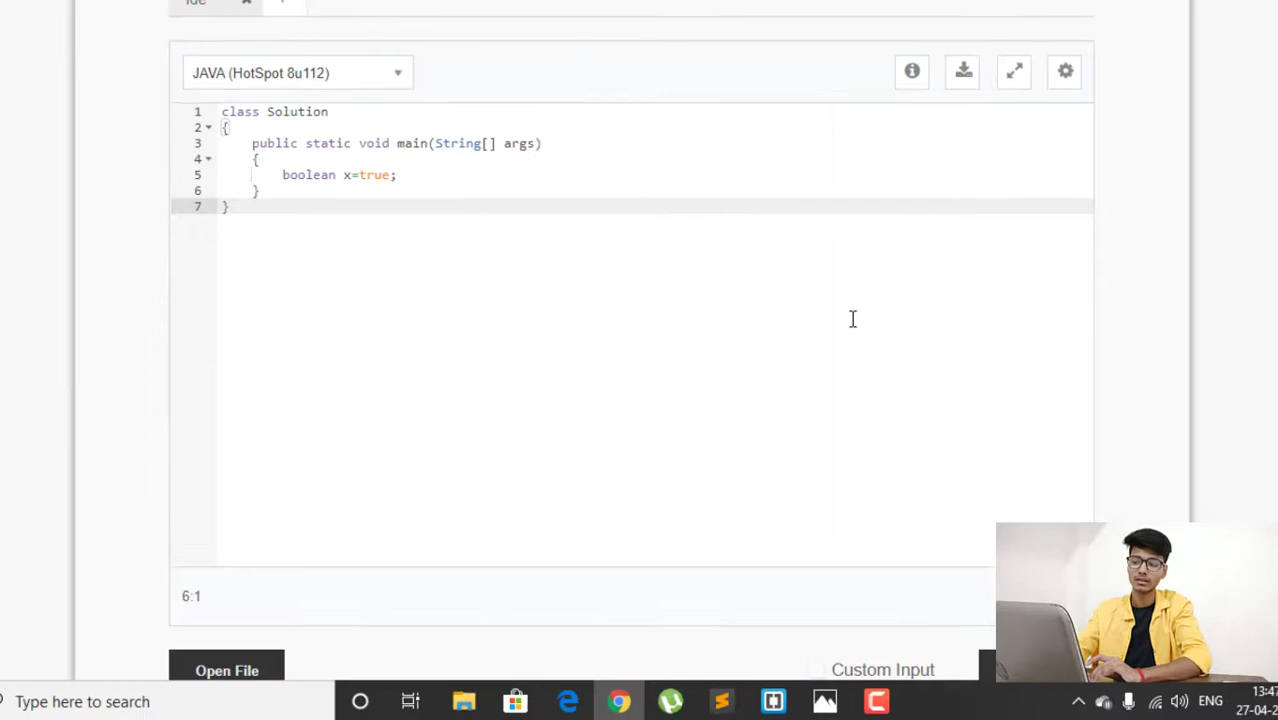 Ide
JAVA (HotSpot 8u112)
1 class Solution
2 {
3 public static void main(String[] args)
4 {
5 boolean x=true;
6 }
7 }
6:1
Open File
Custom Input
Type here to search
ENG
13:47
27-04-2